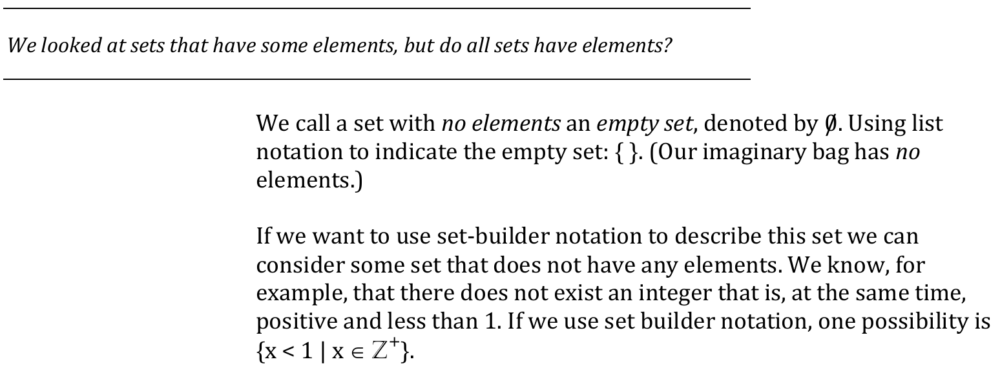 We looked at sets that have some elements, but do all sets have elements?
We call a set with no elements an empty set, denoted by ∅. Using list
notation to indicate the empty set: { }. (Our imaginary bag has no
elements.)
If we want to use set-builder notation to describe this set we can
consider some set that does not have any elements. We know, for
example, that there does not exist an integer that is, at the same time,
positive and less than 1. If we use set builder notation, one possibility is
{x < 1 | x ∈ ℤ⁺}.